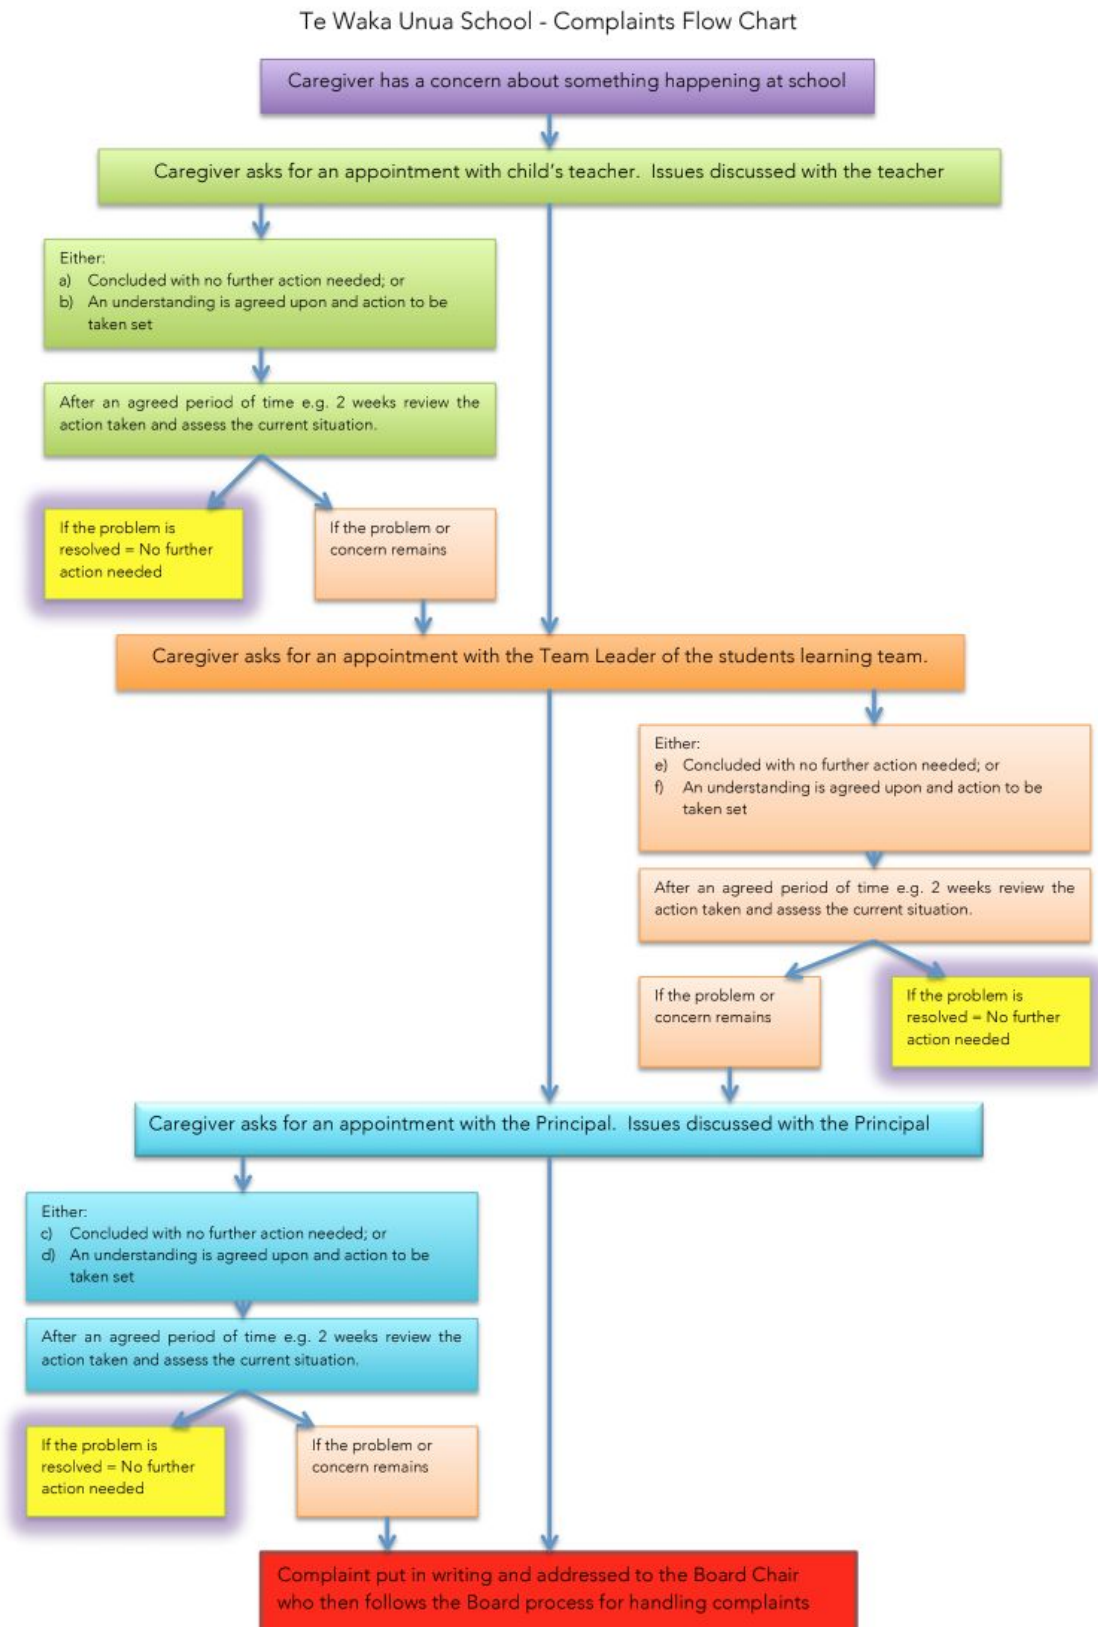 Te Waka Unua School - Complaints Flow Chart
Caregiver has a concern about something happening at school
Caregiver asks for an appointment with child's teacher. Issues discussed with the teacher
Either:
a) Concluded with no further action needed; or
b) An understanding is agreed upon and action to be
taken set
After an agreed period of time e.g. 2 weeks review the
action taken and assess the current situation.
If the problem is
resolved = No further
action needed
If the problem or
concern remains
Caregiver asks for an appointment with the Team Leader of the students learning team.
Either:
e) Concluded with no further action needed; or
f) An understanding is agreed upon and action to be
taken set
After an agreed period of time e.g. 2 weeks review the
action taken and assess the current situation.
If the problem or
concern remains
If the problem is
resolved = No further
action needed
Caregiver asks for an appointment with the Principal. Issues discussed with the Principal
Either:
c) Concluded with no further action needed; or
d) An understanding is agreed upon and action to be
taken set
After an agreed period of time e.g. 2 weeks review the
action taken and assess the current situation.
If the problem is
resolved = No further
action needed
If the problem or
concern remains
Complaint put in writing and addressed to the Board Chair
who then follows the Board process for handling complaints